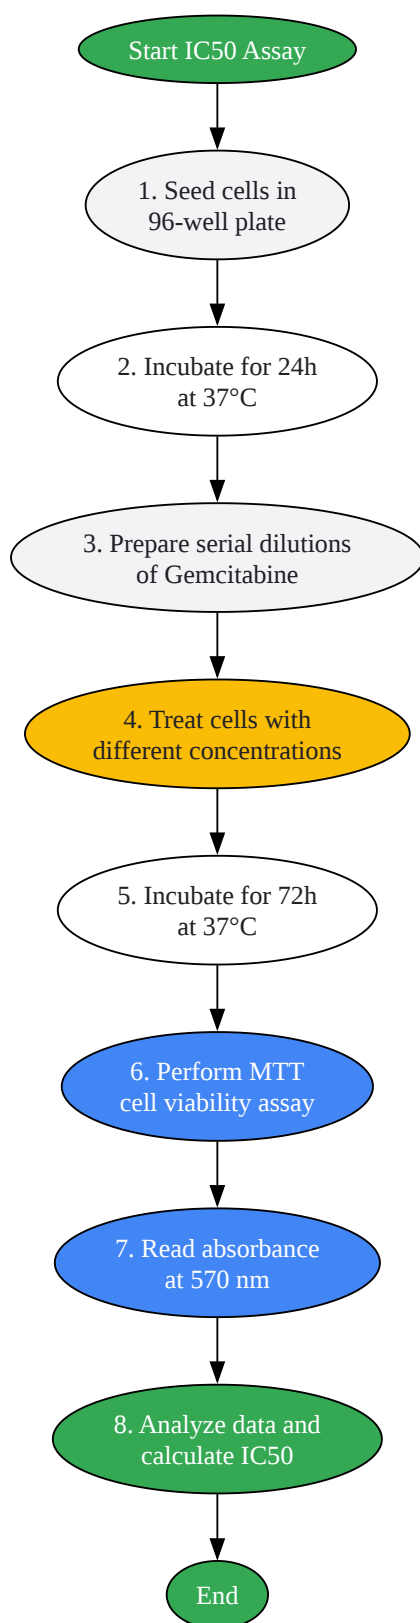 Start IC50 Assay
1. Seed cells in
96-well plate
2. Incubate for 24h
at 37°C
3. Prepare serial dilutions
of Gemcitabine
4. Treat cells with
different concentrations
5. Incubate for 72h
at 37°C
6. Perform MTT
cell viability assay
7. Read absorbance
at 570 nm
8. Analyze data and
calculate IC50
End